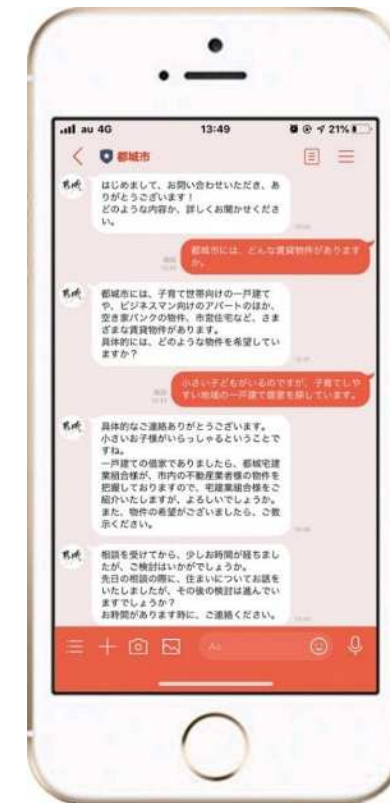 au 4G 13:49 21%
都城市
はじめまして、お問い合わせいただき、あ
りがとうございます!
どのような内容か、詳しくお聞かせくださ
い。
都城市には、どんな賃貸物件があります
か。
都城市には、子育て世帯向けの一戸建て
や、ビジネスマン向けのアパートのほか、
空き家バンクの物件、市営住宅など、さま
ざまな賃貸物件があります。
具体的には、どのような物件を希望してい
ますか?
小さい子どもがいるのですが、子育てしや
すい地域の一戸建て借家を探しています。
具体的なご連絡ありがとうございます。
小さいお子様がいらっしゃるということで
すね。
一戸建ての借家でありましたら、都城宅建
業組合様が、市内の不動産業者様の物件を
把握しておりますので、宅建業組合様をご
紹介いたしますが、よろしいでしょうか。
また、物件の希望がございましたら、ご教
示ください。
相談を受けてから、少しお時間が経ちまし
たが、ご検討はいかがでしょうか。
先日の相談の際に、住まいについてお話を
いたしましたが、その後の検討は進んでい
ますでしょうか?
お時間があります時に、ご連絡ください。
Aa